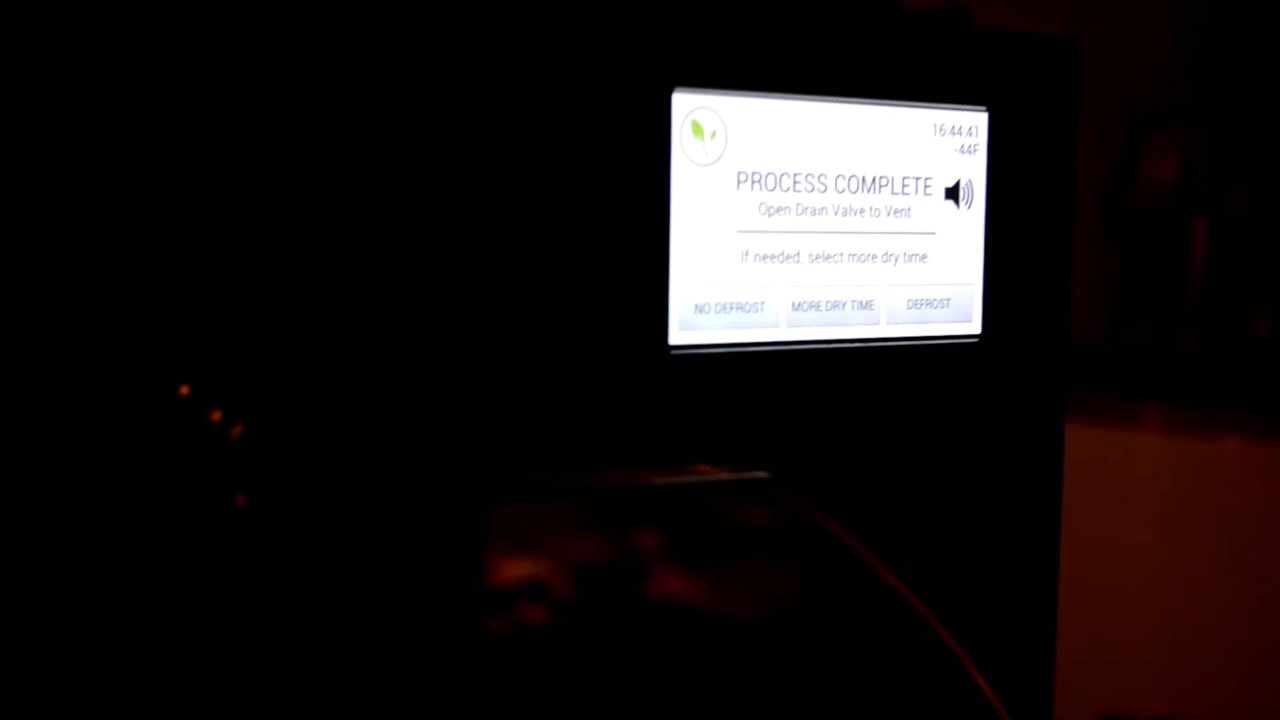 16:44:41
-44F
PROCESS COMPLETE
Open Drain Valve to Vent
If needed, select more dry time.
NO DEFROST
MORE DRY TIME
DEFROST